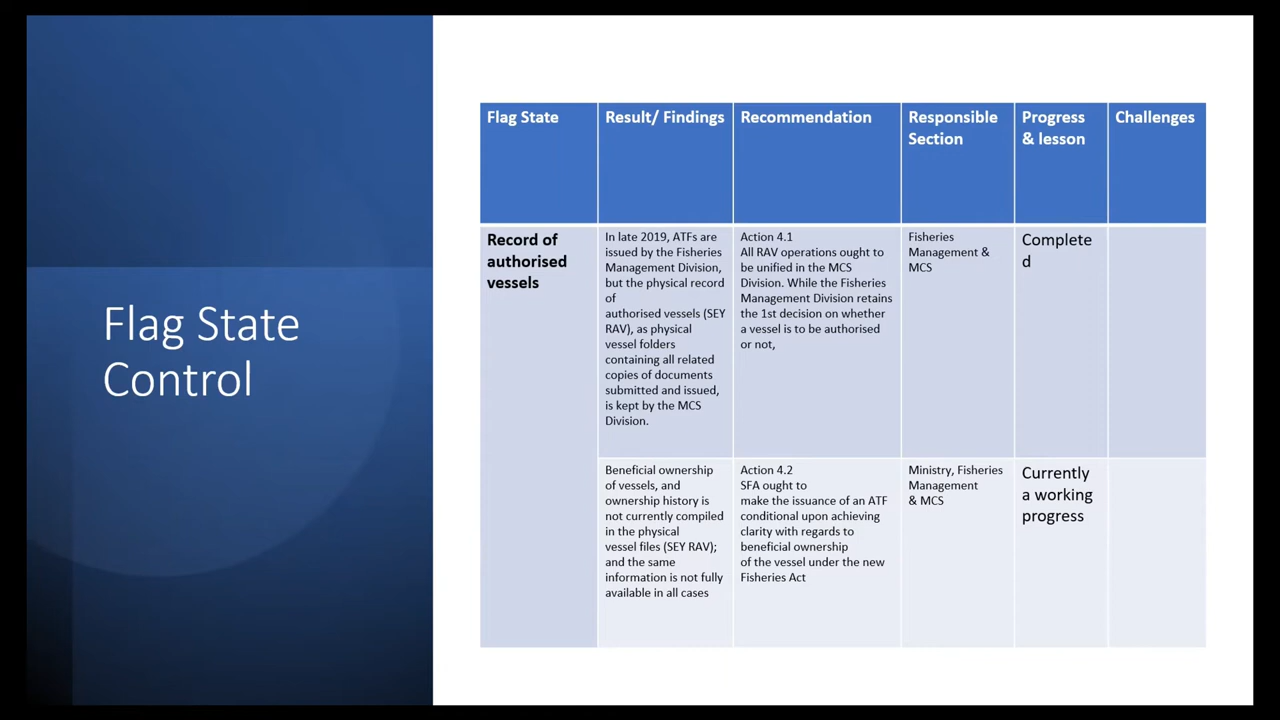 Flag State
Control
Flag State
Result/ Findings
Recommendation
Responsible
Section
Progress
& lesson
Challenges
Record of
authorised
vessels
In late 2019, ATFs are
issued by the Fisheries
Management Division,
but the physical record
of
authorised vessels (SEY
RAV), as physical
vessel folders
containing all related
copies of documents
submitted and issued,
is kept by the MCS
Division.
Action 4.1
All RAV operations ought to
be unified in the MCS
Division. While the Fisheries
Management Division retains
the 1st decision on whether
a vessel is to be authorised
or not,
Fisheries
Management &
MCS
Complete
d
Beneficial ownership
of vessels, and
ownership history is
not currently compiled
in the physical
vessel files (SEY RAV);
and the same
information is not fully
available in all cases
Action 4.2
SFA ought to
make the issuance of an ATF
conditional upon achieving
clarity with regards to
beneficial ownership
of the vessel under the new
Fisheries Act
Ministry, Fisheries
Management
& MCS
Currently
a working
progress